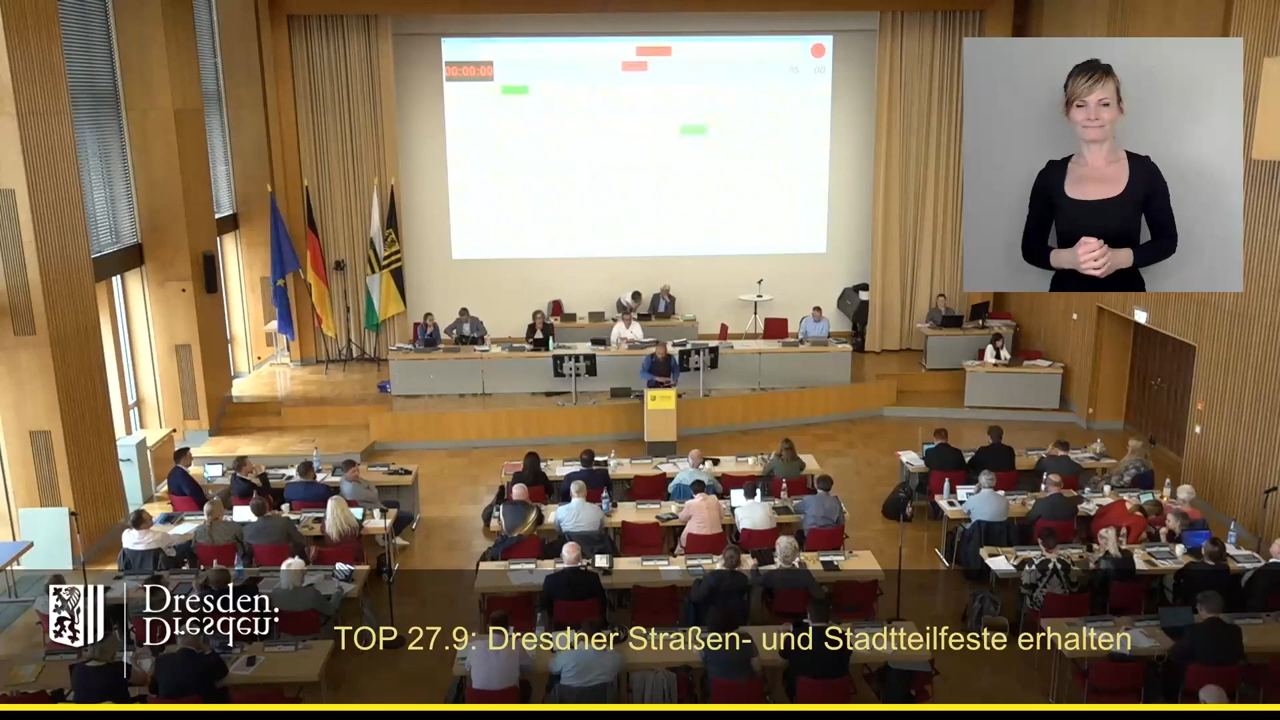 00:00:00
Dresden.
Dresden.
TOP 27.9: Dresdner Straßen- und Stadtteilfeste erhalten